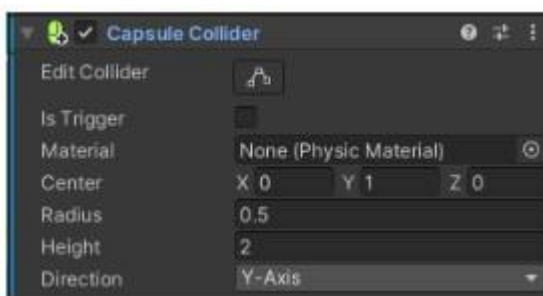 Capsule Collider
Edit Collider
Is Trigger
Material None (Physic Material)
Center X 0 Y 1 Z 0
Radius 0.5
Height 2
Direction Y-Axis